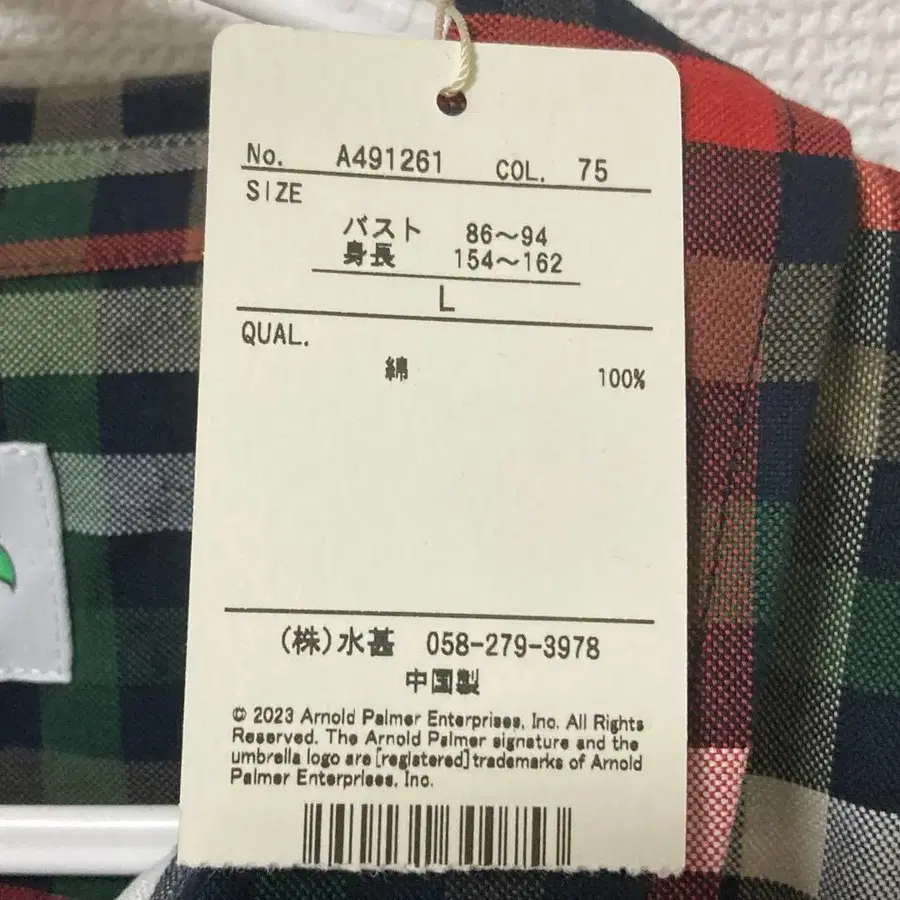 No. A491261 COL. 75
SIZE
バスト 86〜94
身長 154〜162
L
QUAL.
綿 100%
(株)水甚 058-279-3978
中国製
© 2023 Arnold Palmer Enterprises, Inc. All Rights
Reserved. The Arnold Palmer signature and the
umbrella logo are [registered] trademarks of Arnold
Palmer Enterprises, Inc.